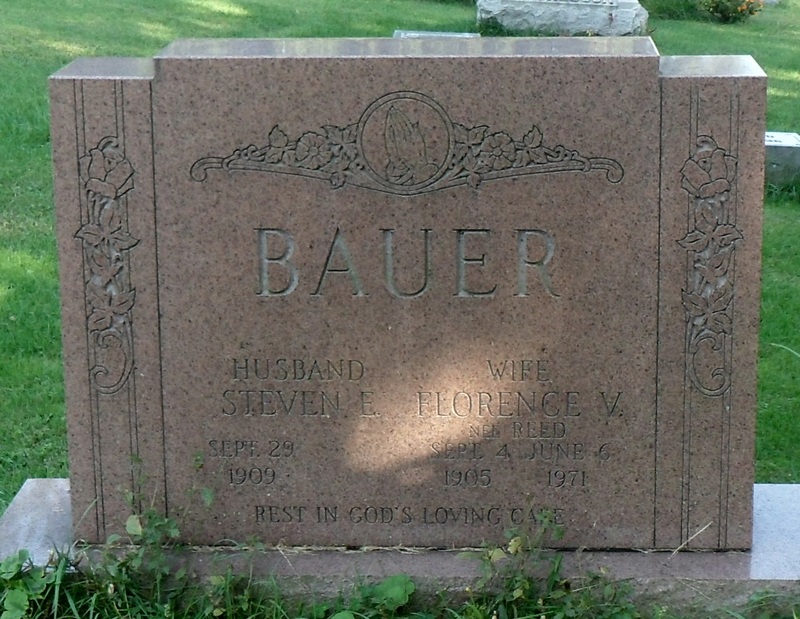 BAUER
HUSBAND WIFE
STEVEN E. FLORENCE V.
NEE REED
SEPT. 29 SEPT. 4 JUNE 6
1909 1905 1971
REST IN GOD'S LOVING CARE